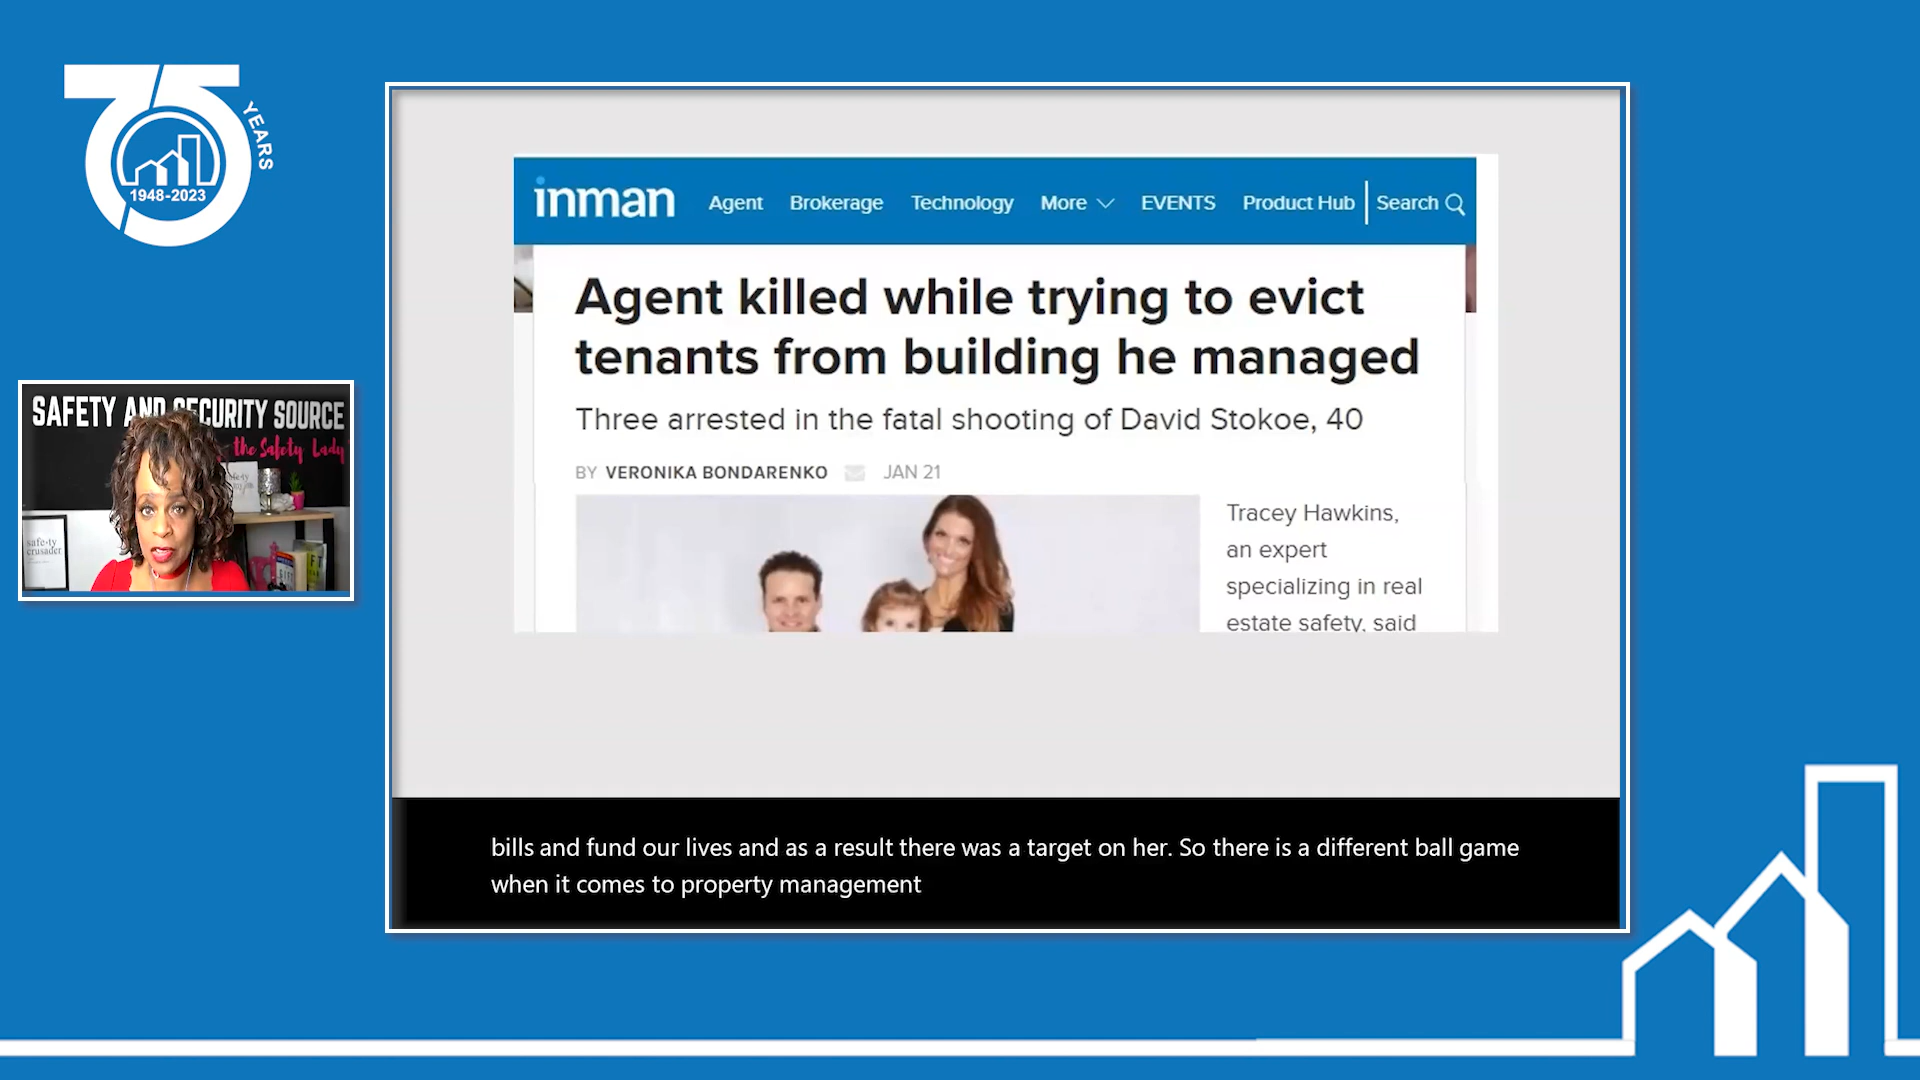 75
YEARS
1948-2023
SAFETY AND SECURITY SOURCE
the Safety Lady
safe·ty
crusader
inman
Agent
Brokerage
Technology
More
EVENTS
Product Hub
Search
Agent killed while trying to evict
tenants from building he managed
Three arrested in the fatal shooting of David Stokoe, 40
BY VERONIKA BONDARENKO JAN 21
Tracey Hawkins,
an expert
specializing in real
estate safety, said
bills and fund our lives and as a result there was a target on her. So there is a different ball game
when it comes to property management